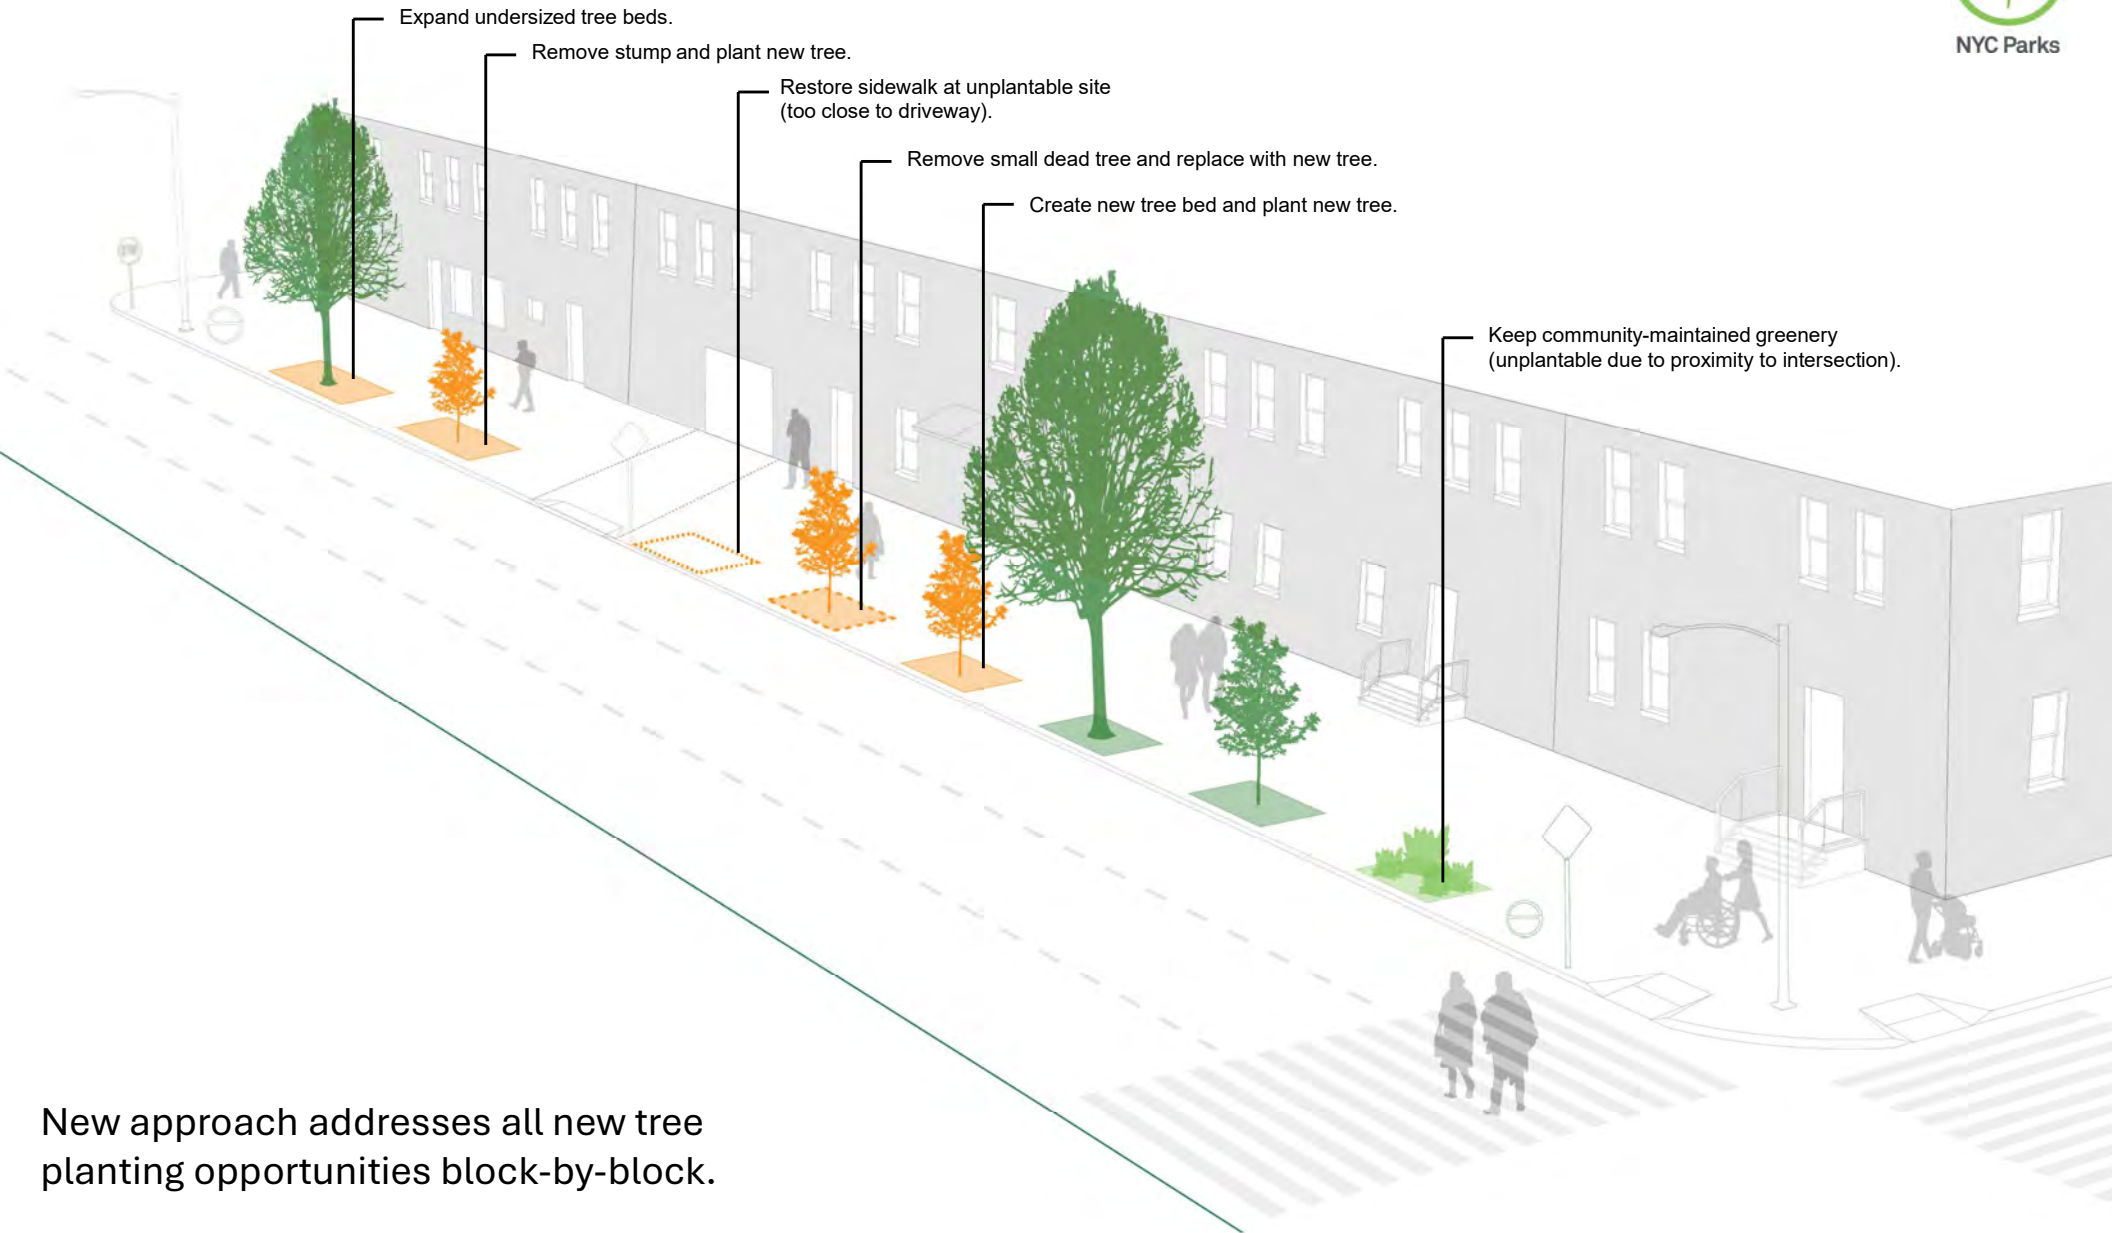 Expand undersized tree beds.
Remove stump and plant new tree.
NYC Parks
Restore sidewalk at unplantable site
(too close to driveway).
Remove small dead tree and replace with new tree.
Create new tree bed and plant new tree.
Keep community-maintained greenery
(unplantable due to proximity to intersection).
New approach addresses all new tree
planting opportunities block-by-block.